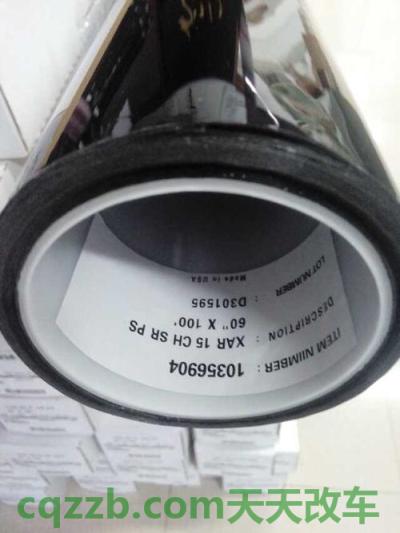 ITEM NUMBER : 10356904
DESCRIPTION : XAR 15 CH SR PS
60" X 100'
LOT NUMBER : D301595
Made in USA
cqzzb.com天天改车